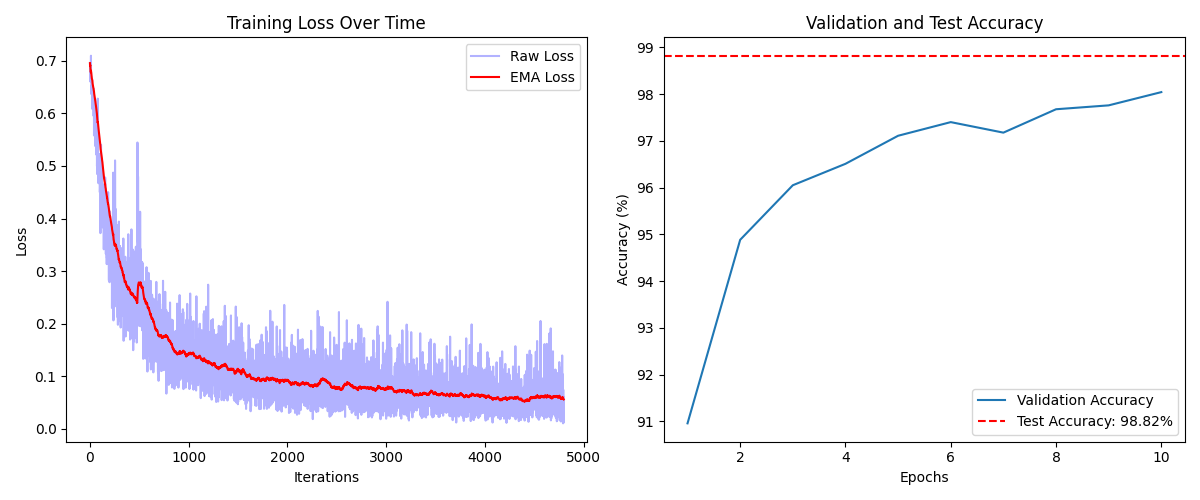 Training Loss Over Time
Raw Loss
EMA Loss
0.7
0.6
0.5
0.4
0.3
0.2
0.1
0.0
Loss
0 1000 2000 3000 4000 5000
Iterations
Validation and Test Accuracy
99
98
97
96
95
94
93
92
91
Accuracy (%)
Validation Accuracy
Test Accuracy: 98.82%
2 4 6 8 10
Epochs